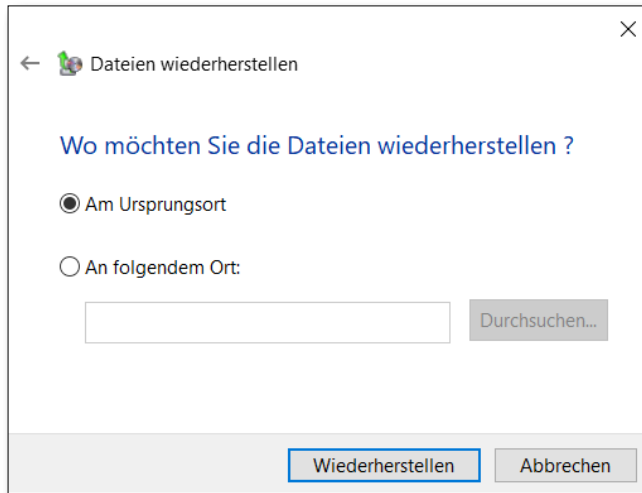 Dateien wiederherstellen
Wo möchten Sie die Dateien wiederherstellen ?
Am Ursprungsort
An folgendem Ort:
Durchsuchen...
Wiederherstellen
Abbrechen